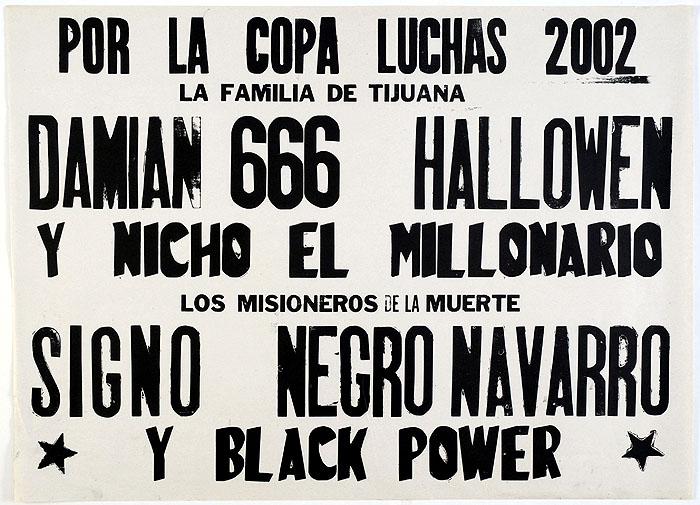 POR LA COPA LUCHAS 2002
LA FAMILIA DE TIJUANA
DAMIAN 666 HALLOWEN
Y NICHO EL MILLONARIO
LOS MISIONEROS DE LA MUERTE
SIGNO NEGRO NAVARRO
Y BLACK POWER